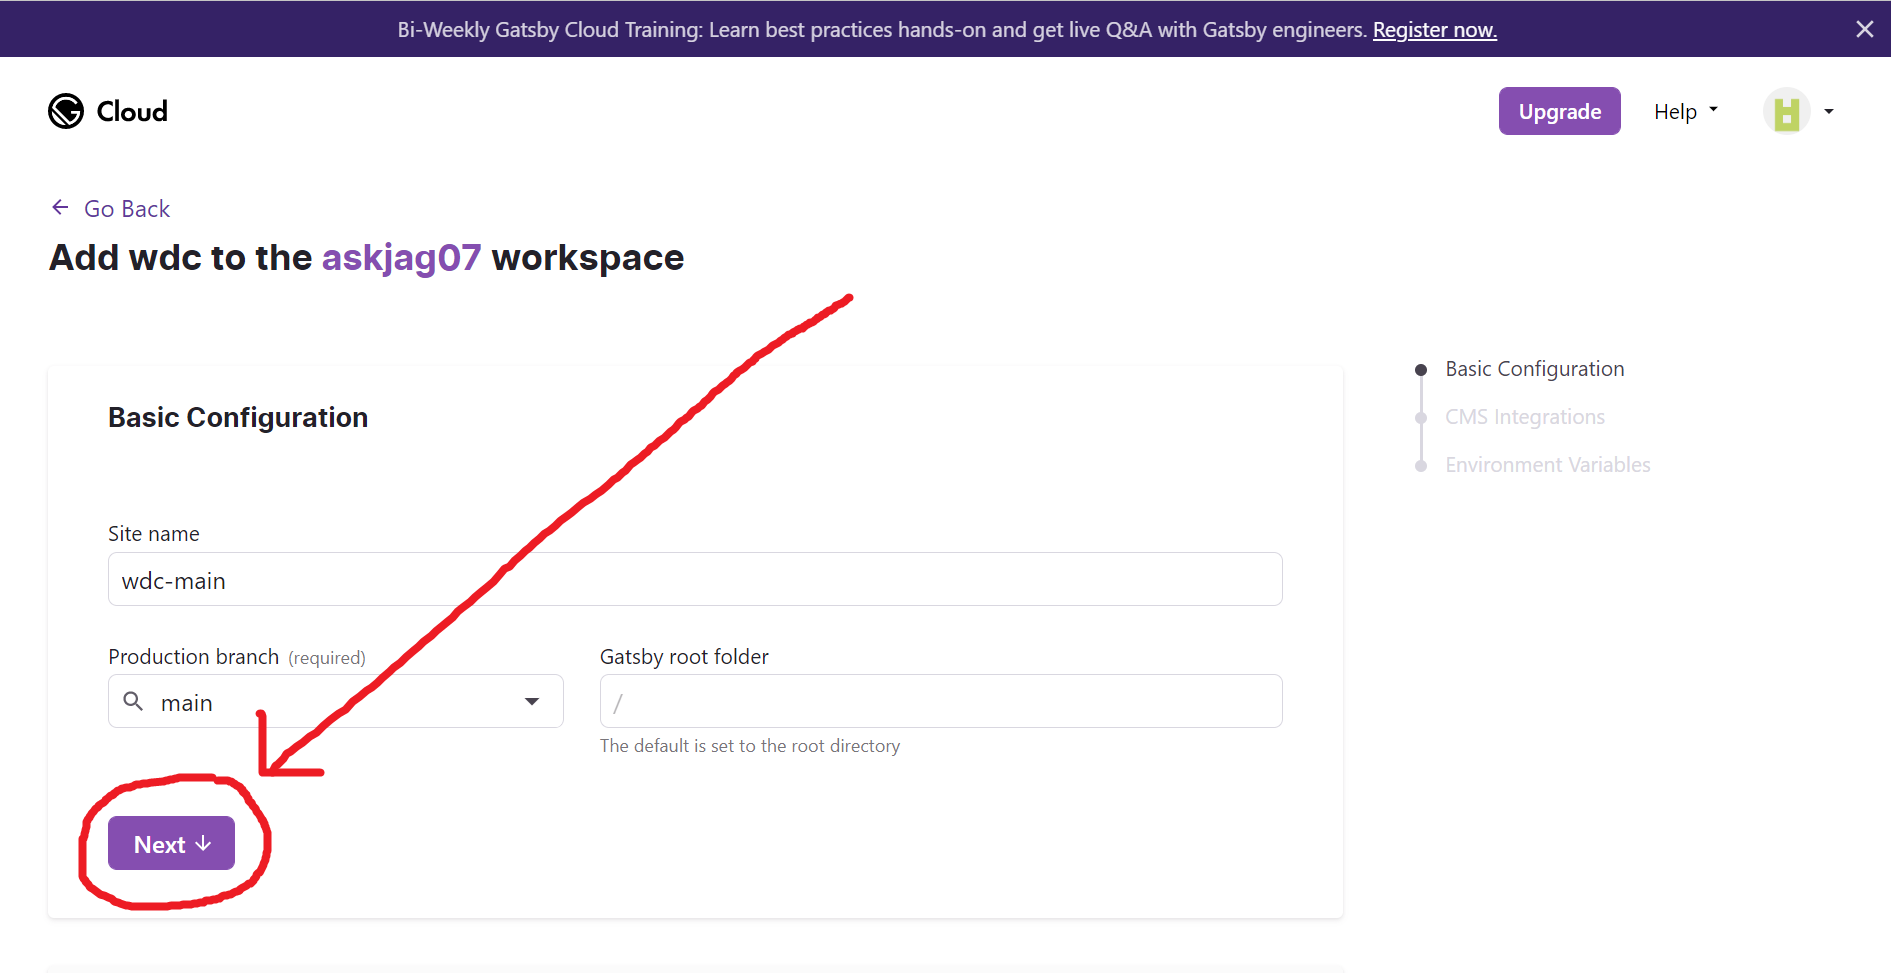 Bi-Weekly Gatsby Cloud Training: Learn best practices hands-on and get live Q&A with Gatsby engineers. Register now.
Cloud
Upgrade
Help
Go Back
Add wdc to the askjag07 workspace
Basic Configuration
Site name
wdc-main
Production branch (required)
main
Gatsby root folder
/
The default is set to the root directory
Next
Basic Configuration
CMS Integrations
Environment Variables